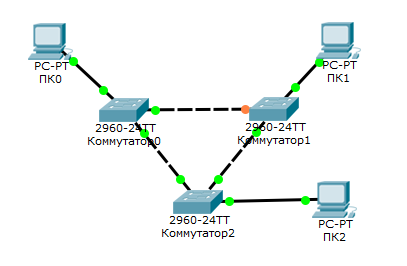 PC-PT
ПК0
PC-PT
ПК1
2960-24TT
Коммутатор0
2960-24TT
Коммутатор1
2960-24TT
Коммутатор2
PC-PT
ПК2